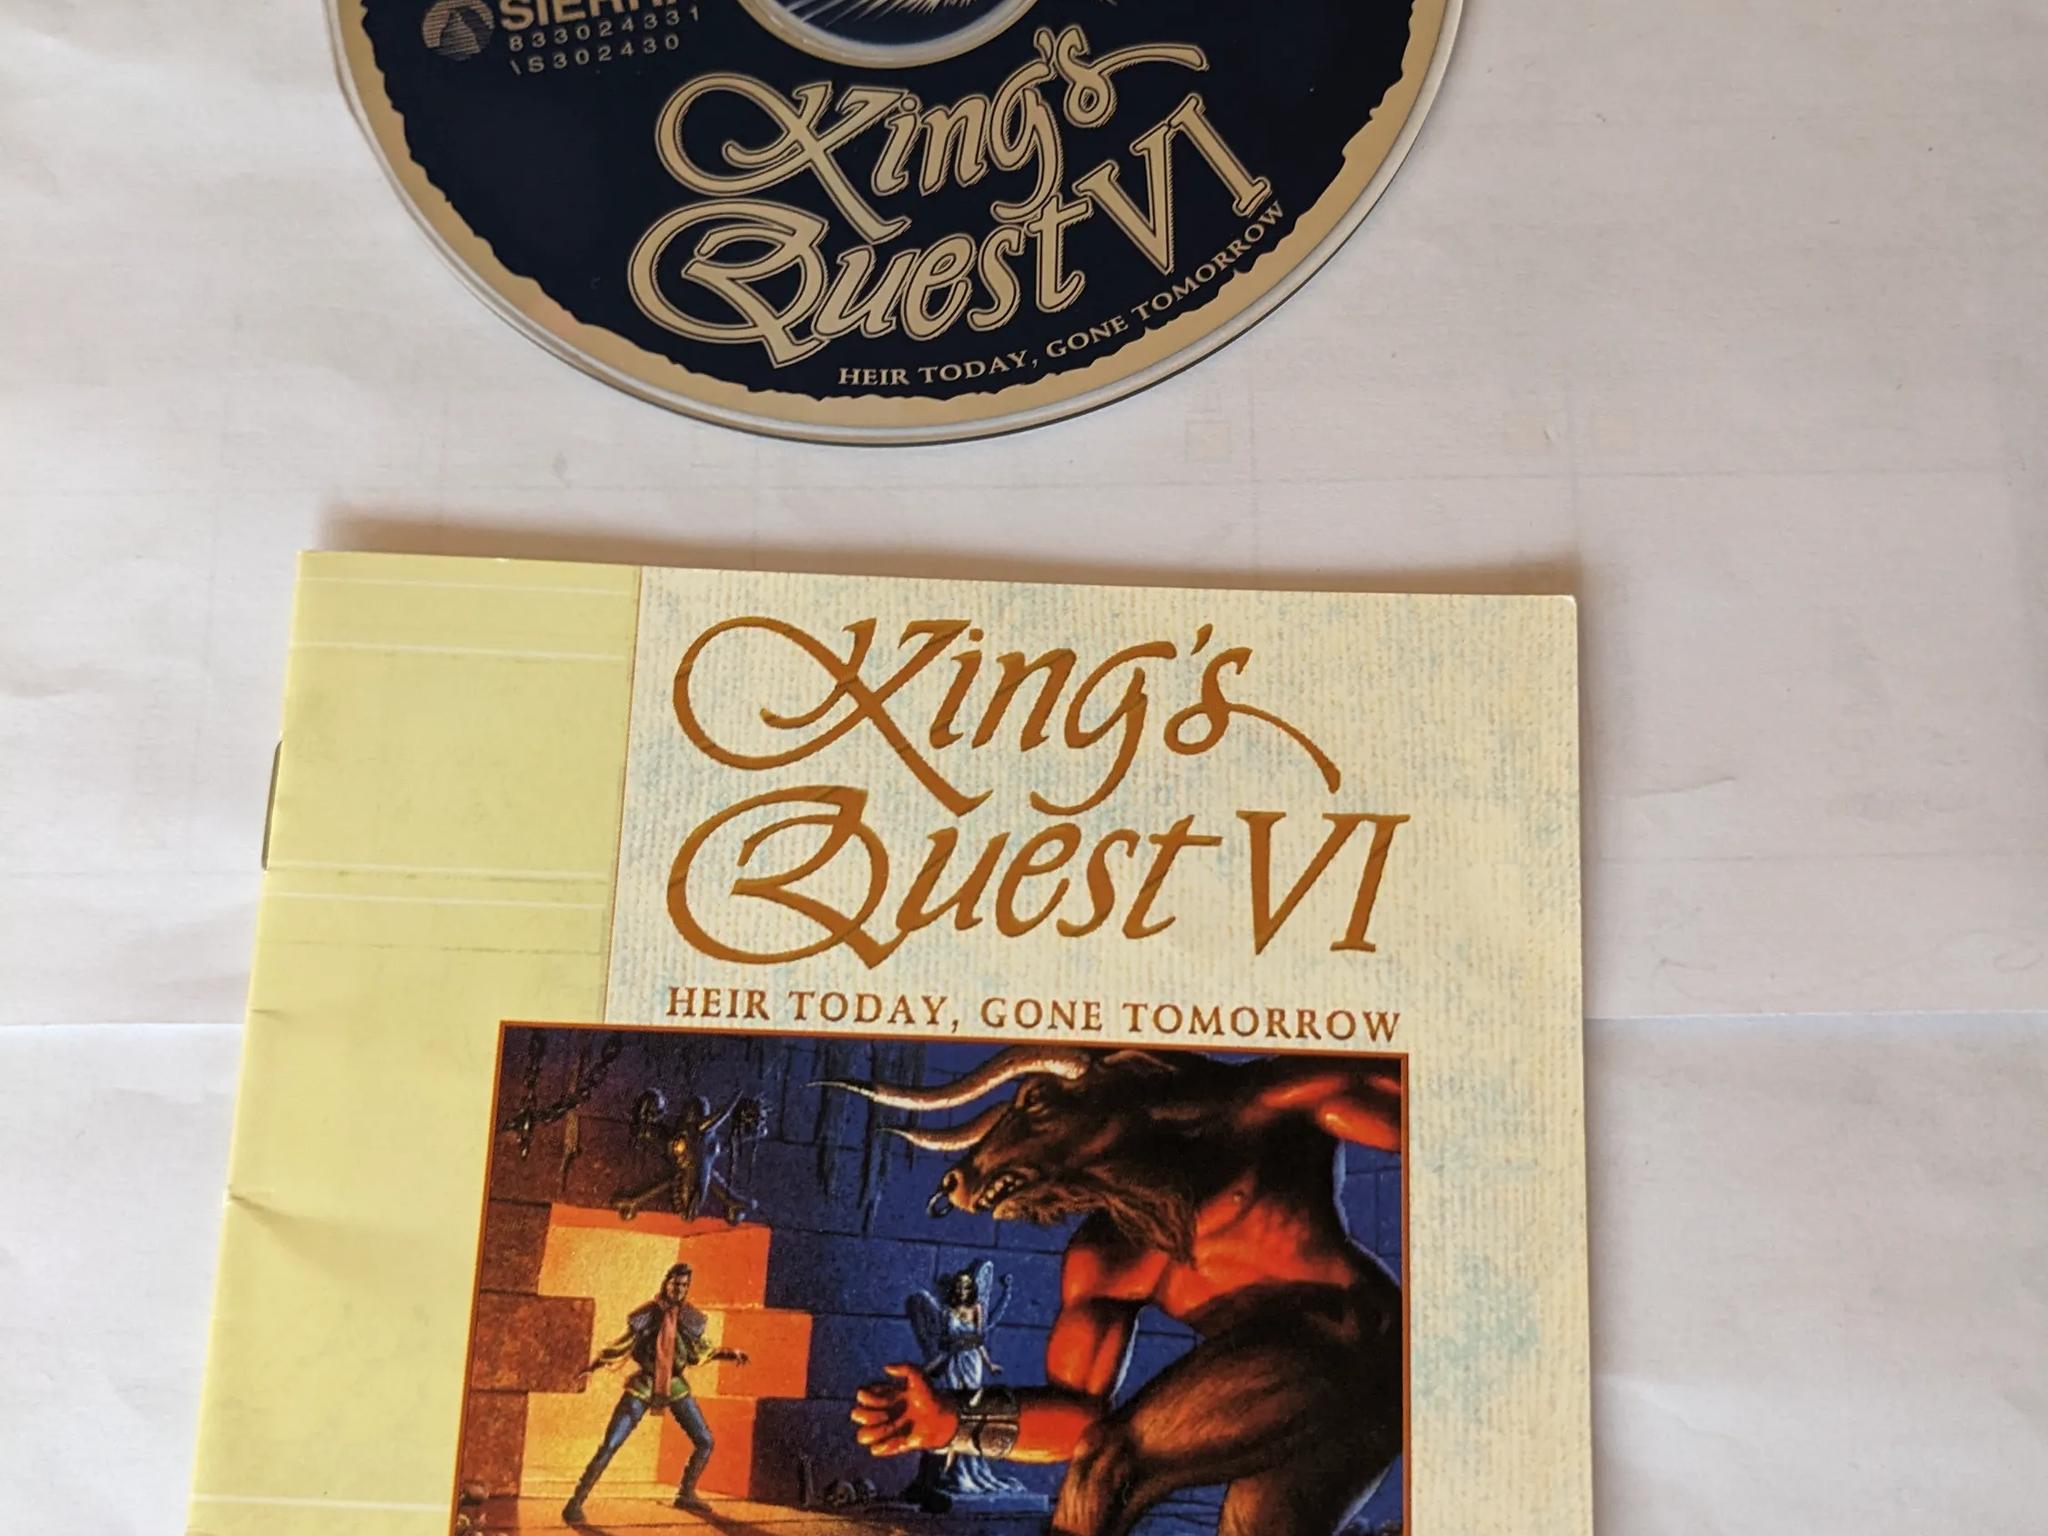 SIERRA
833024331
\S302430
King's
Quest VI
HEIR TODAY, GONE TOMORROW
King's
Quest VI
HEIR TODAY, GONE TOMORROW